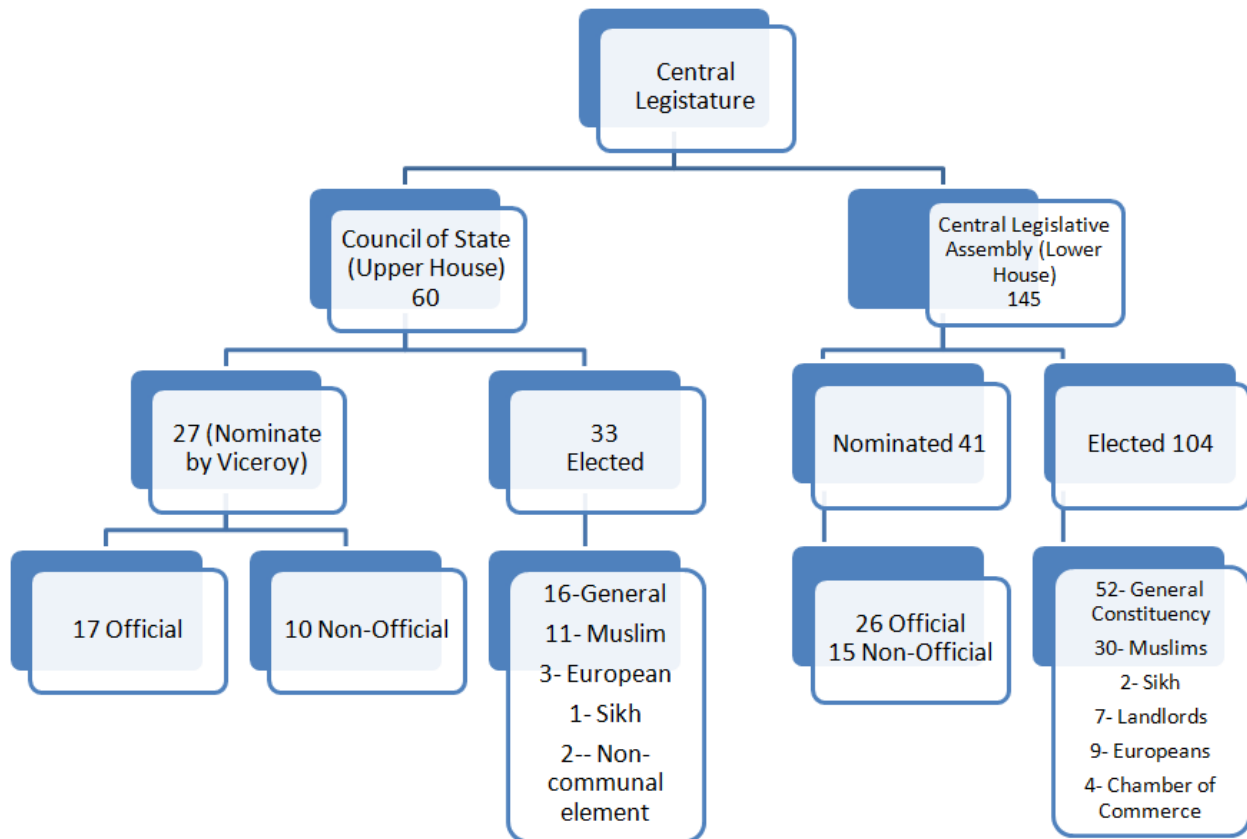 Central
Legistature
Council of State
(Upper House)
60
Central Legislative
Assembly (Lower
House)
145
27 (Nominate
by Viceroy)
33
Elected
Nominated 41
Elected 104
17 Official
10 Non-Official
16-General
11- Muslim
3- European
1- Sikh
2-- Non-
communal
element
26 Official
15 Non-Official
52- General
Constituency
30- Muslims
2- Sikh
7- Landlords
9- Europeans
4- Chamber of
Commerce